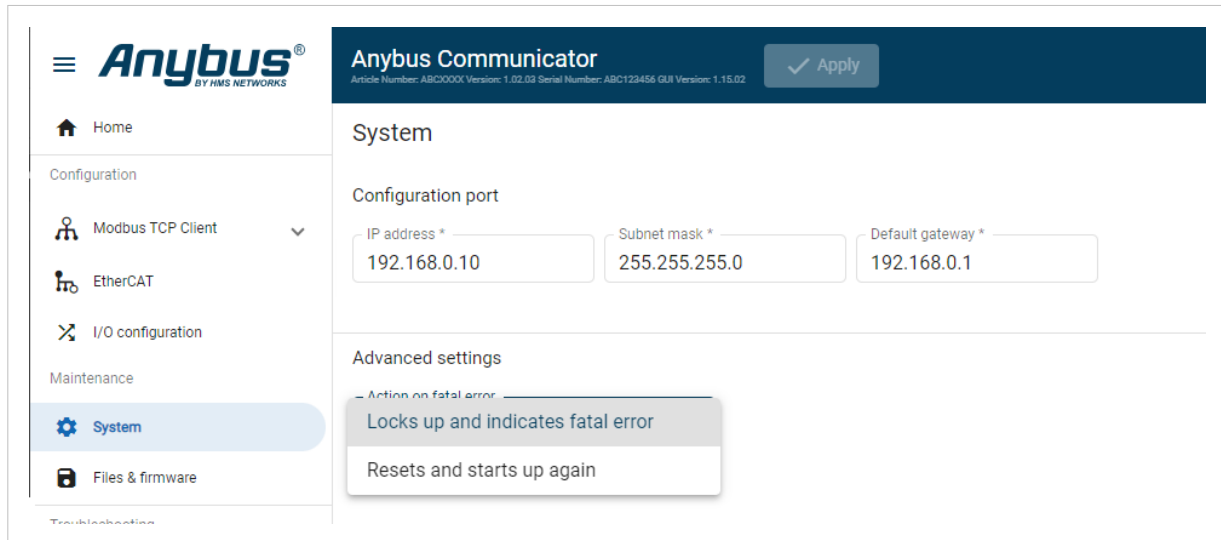 Anybus®
BY HMS NETWORKS
Anybus Communicator
Article Number: ABCXXXX Version: 1.02.03 Serial Number: ABC123456 GUI Version: 1.15.02
Apply
Home
Configuration
Modbus TCP Client
EtherCAT
I/O configuration
Maintenance
System
Files & firmware
Troubleshooting
System
Configuration port
IP address *
192.168.0.10
Subnet mask *
255.255.255.0
Default gateway *
192.168.0.1
Advanced settings
Action on fatal error
Locks up and indicates fatal error
Resets and starts up again